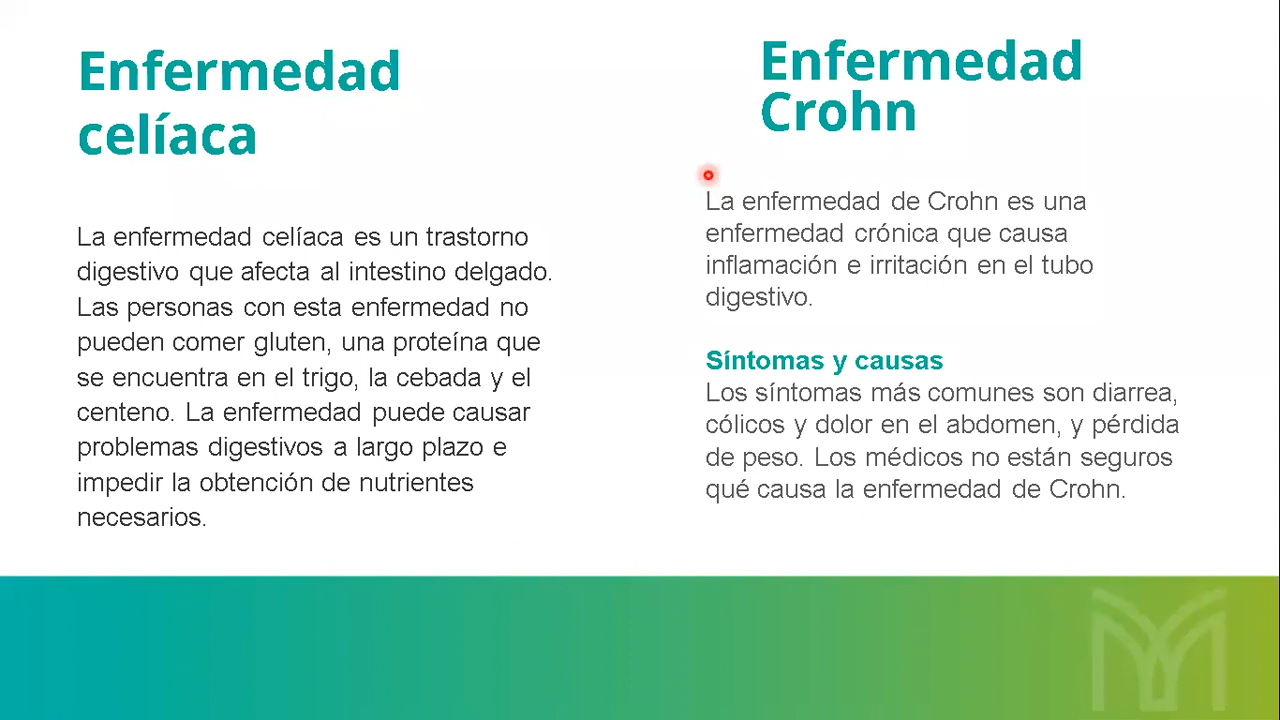 Enfermedad
celíaca
La enfermedad celíaca es un trastorno
digestivo que afecta al intestino delgado.
Las personas con esta enfermedad no
pueden comer gluten, una proteína que
se encuentra en el trigo, la cebada y el
centeno. La enfermedad puede causar
problemas digestivos a largo plazo e
impedir la obtención de nutrientes
necesarios.
Enfermedad
Crohn
La enfermedad de Crohn es una
enfermedad crónica que causa
inflamación e irritación en el tubo
digestivo.
Síntomas y causas
Los síntomas más comunes son diarrea,
cólicos y dolor en el abdomen, y pérdida
de peso. Los médicos no están seguros
qué causa la enfermedad de Crohn.